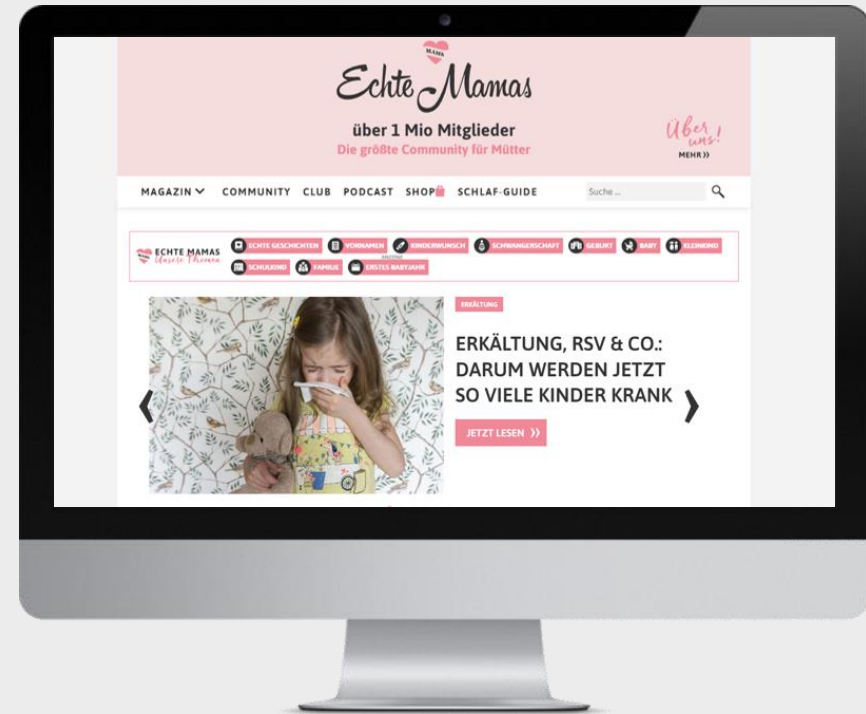 MAMA
Echte Mamas
über 1 Mio Mitglieder
Die größte Community für Mütter
Über uns!
MEHR »
MAGAZIN COMMUNITY CLUB PODCAST SHOP SCHLAF-GUIDE
Suche ...
ECHTE MAMAS
Unsere Themen
ECHTE GESCHICHTEN VORNAMEN KINDERWUNSCH SCHWANGERSCHAFT GEBURT BABY KLEINKIND
ANZEIGE
SCHULKIND FAMILIE ERSTES BABYJAHR
ERKÄLTUNG
ERKÄLTUNG, RSV & CO.:
DARUM WERDEN JETZT
SO VIELE KINDER KRANK
JETZT LESEN »